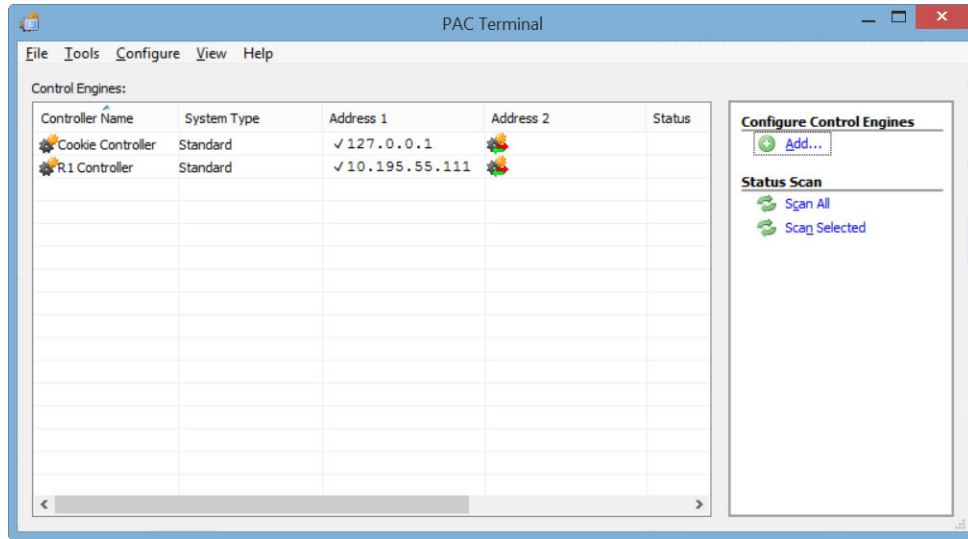 PAC Terminal
File Tools Configure View Help
Control Engines:
Controller Name System Type Address 1 Address 2 Status
Cookie Controller Standard √127.0.0.1
R1 Controller Standard √10.195.55.111
Configure Control Engines
Add...
Status Scan
Scan All
Scan Selected